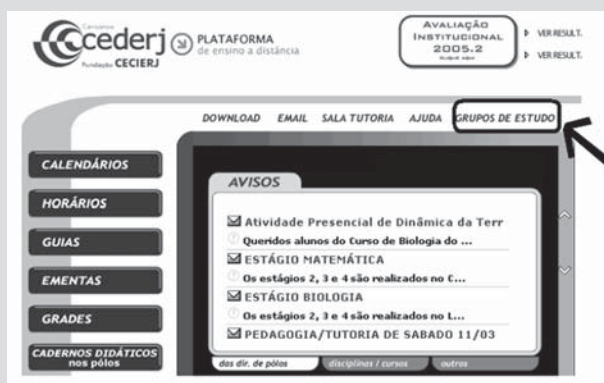 Consórcio
cederj
Fundação CECIERJ
PLATAFORMA
de ensino a distância
AVALIAÇÃO
INSTITUCIONAL
2005.2
VER RESULT.
VER RESULT.
DOWNLOAD EMAIL SALA TUTORIA AJUDA GRUPOS DE ESTUDO
CALENDÁRIOS
HORÁRIOS
GUIAS
EMENTAS
GRADES
CADERNOS DIDÁTICOS
nos pólos
AVISOS
Atividade Presencial de Dinâmica da Terr
Queridos alunos do Curso de Biologia do ...
ESTÁGIO MATEMÁTICA
Os estágios 2, 3 e 4 são realizados no C...
ESTÁGIO BIOLOGIA
Os estágios 2, 3 e 4 são realizados no L...
PEDAGOGIA/TUTORIA DE SABADO 11/03
das dir. de pólos disciplinas / cursos outros